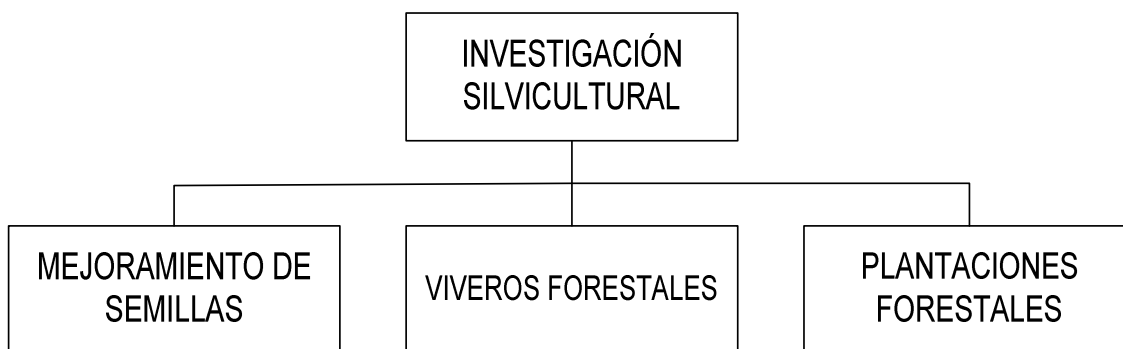 INVESTIGACIÓN
SILVICULTURAL
MEJORAMIENTO DE
SEMILLAS
VIVEROS FORESTALES
PLANTACIONES
FORESTALES